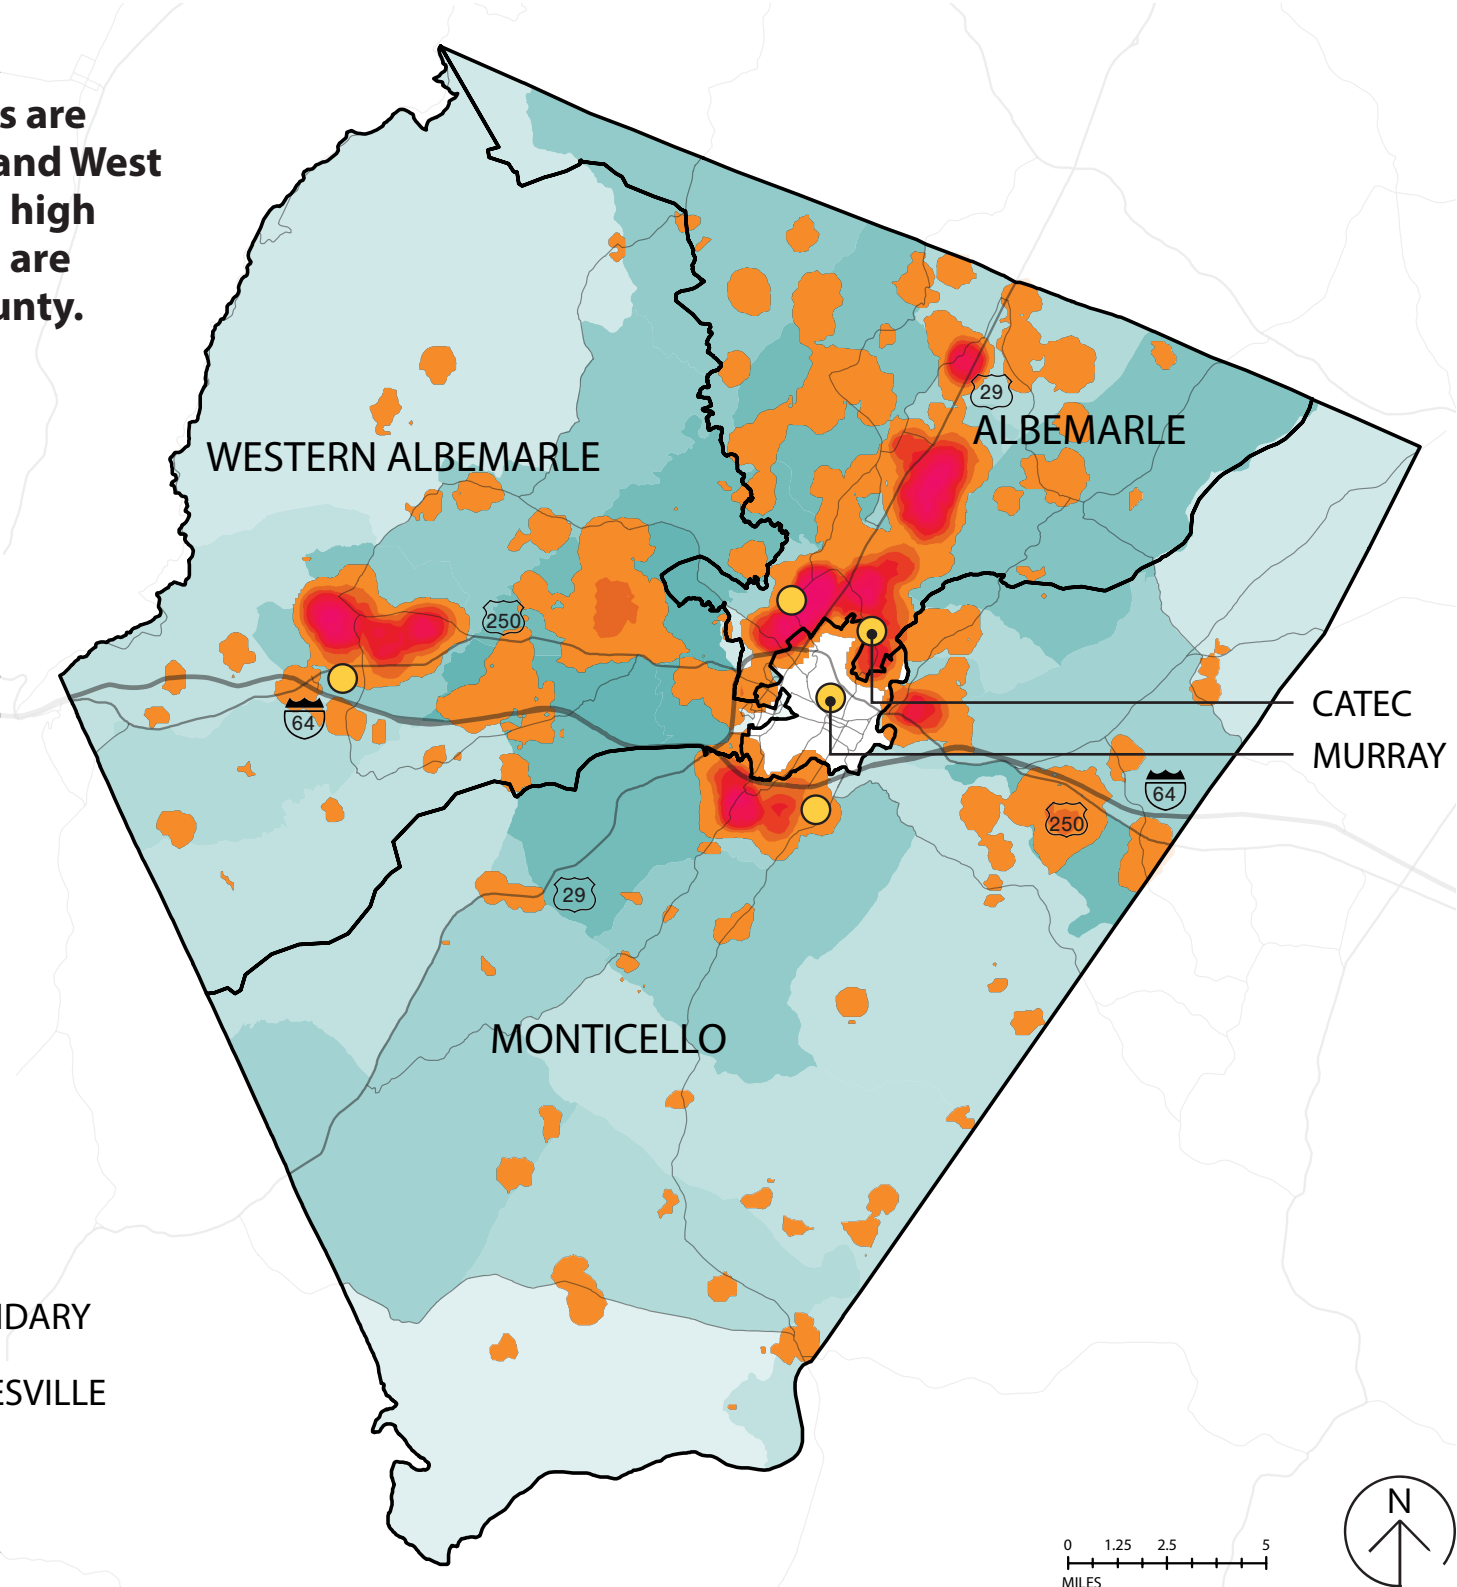 s are
and West
high
are
unty.
WESTERN ALBEMARLE
29
ALBEMARLE
250
64
CATEC
MURRAY
64
250
29
MONTICELLO
NDARY
ESVILLE
N
0 1.25 2.5 5
MILES